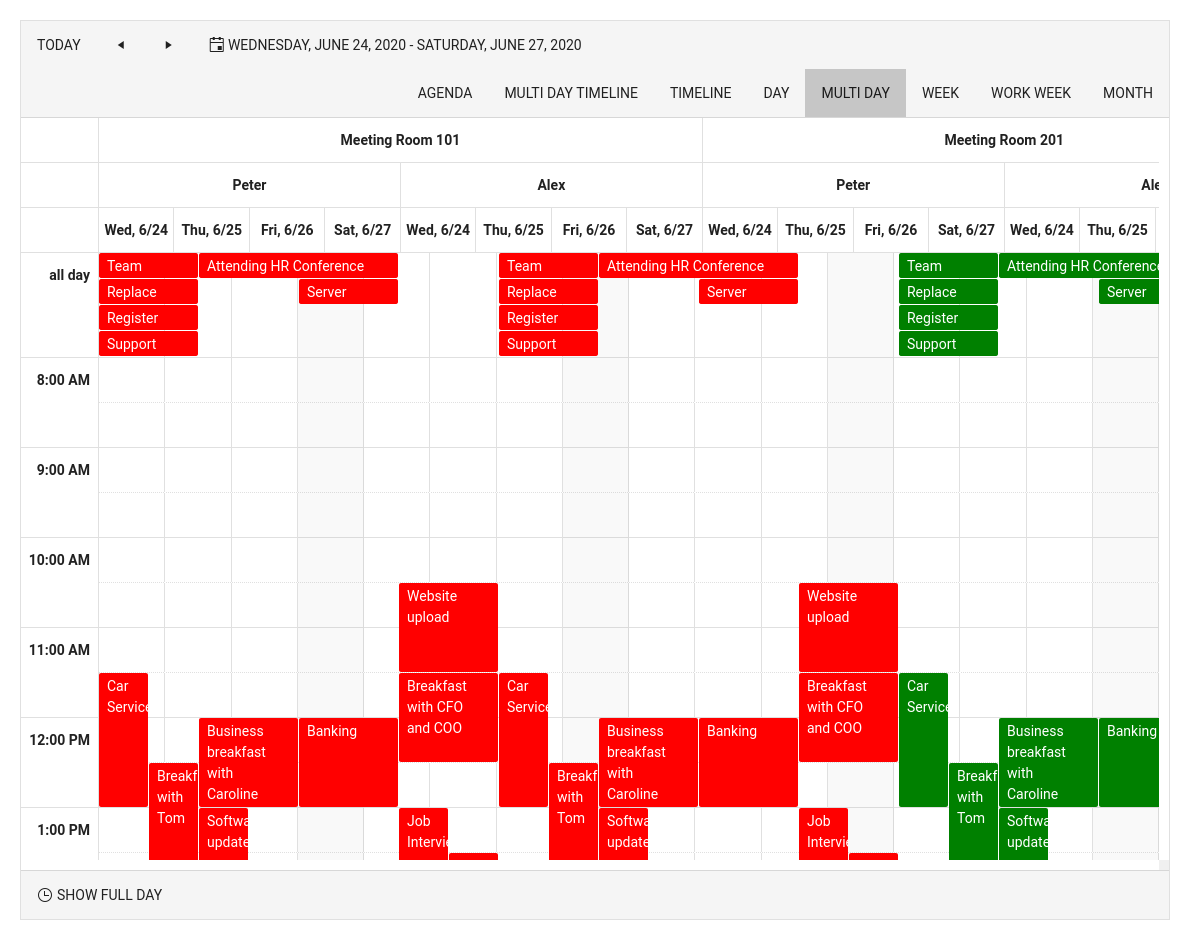 TODAY WEDNESDAY, JUNE 24, 2020 - SATURDAY, JUNE 27, 2020
AGENDA MULTI DAY TIMELINE TIMELINE DAY MULTI DAY WEEK WORK WEEK MONTH
Meeting Room 101 Meeting Room 201
Peter Alex Peter Ale
Wed, 6/24 Thu, 6/25 Fri, 6/26 Sat, 6/27 Wed, 6/24 Thu, 6/25 Fri, 6/26 Sat, 6/27 Wed, 6/24 Thu, 6/25 Fri, 6/26 Sat, 6/27 Wed, 6/24 Thu, 6/25
all day
Team Attending HR Conference Team Attending HR Conference Team Attending HR Conference
Replace Server Replace Server Replace Server
Register Register Register
Support Support Support
8:00 AM
9:00 AM
10:00 AM
Website Website
upload upload
11:00 AM
Car Breakfast Car Breakfast Car
Service with CFO Service with CFO Service
and COO and COO
12:00 PM
Business Banking Business Banking Business Banking
breakfast breakfast breakfast
Breakf with Breakf with Breakf with
with Caroline with Caroline with Caroline
Tom Tom Tom
1:00 PM
Softwa Job Softwa Job Softwa
update Intervie update Intervie update
SHOW FULL DAY